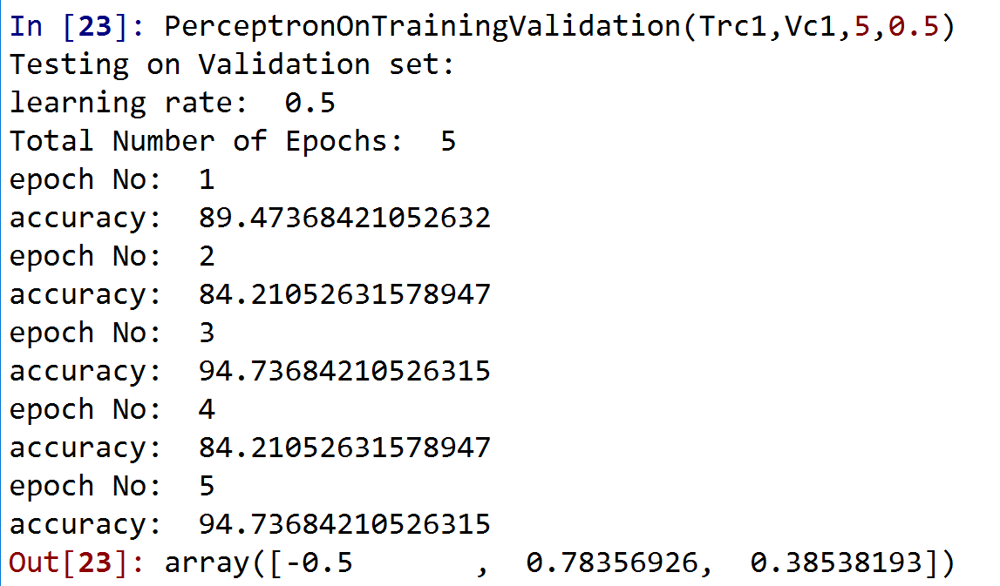 In [23]: PerceptronOnTrainingValidation(Trc1,Vc1,5,0.5)
Testing on Validation set:
learning rate:  0.5
Total Number of Epochs:  5
epoch No:  1
accuracy:  89.47368421052632
epoch No:  2
accuracy:  84.21052631578947
epoch No:  3
accuracy:  94.73684210526315
epoch No:  4
accuracy:  84.21052631578947
epoch No:  5
accuracy:  94.73684210526315
Out[23]: array([-0.5       ,  0.78356926,  0.38538193])